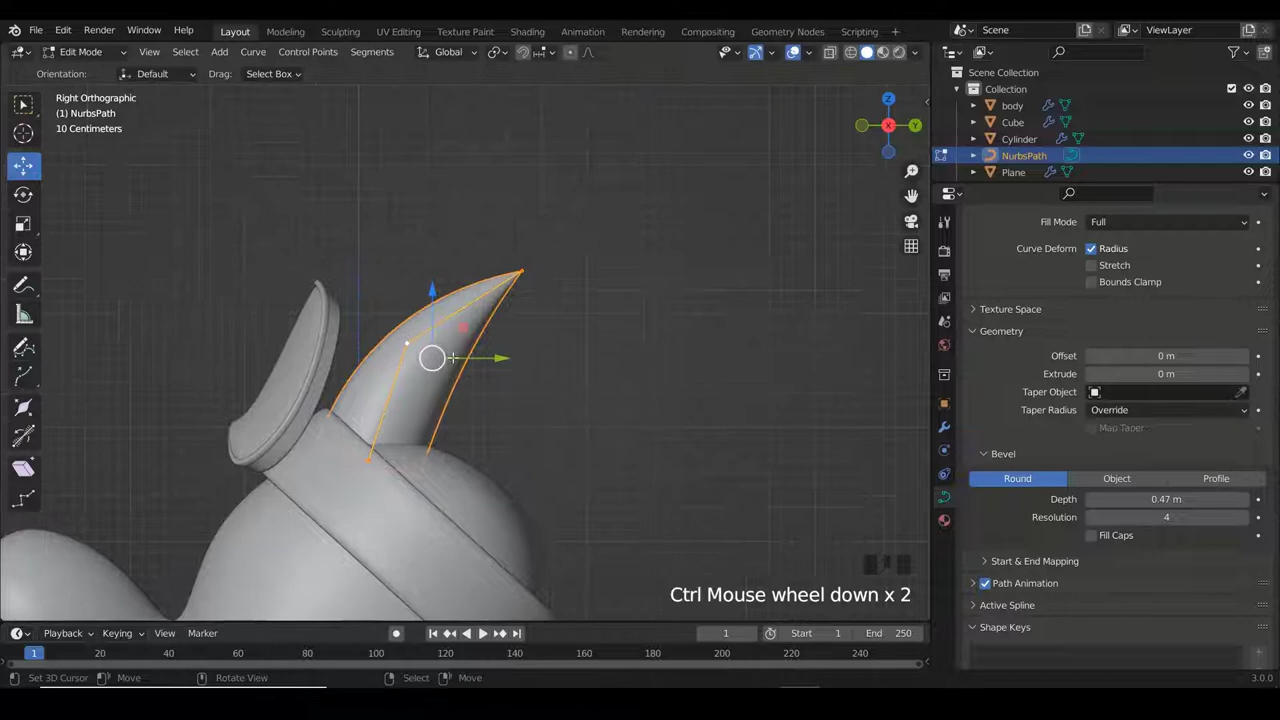 File Edit Render Window Help Layout Modeling Sculpting UV Editing Texture Paint Shading Animation Rendering Compositing Geometry Nodes Scripting + Scene ViewLayer
Edit Mode View Select Add Curve Control Points Segments Global
Orientation: Default Drag: Select Box
Right Orthographic
(1) NurbsPath
10 Centimeters
Z
X
Y
Scene Collection
Collection
body
Cube
Cylinder
NurbsPath
Plane
Fill Mode Full
Curve Deform Radius
Stretch
Bounds Clamp
Texture Space
Geometry
Offset 0 m
Extrude 0 m
Taper Object
Taper Radius Override
Map Taper
Bevel
Round Object Profile
Depth 0.47 m
Resolution 4
Fill Caps
Start & End Mapping
Path Animation
Active Spline
Shape Keys
Ctrl Mouse wheel down x 2
Playback Keying View Marker 1 Start 1 End 250
1 20 40 60 80 100 120 140 160 180 200 220 240
Set 3D Cursor Move Rotate View Select Move 3.0.0